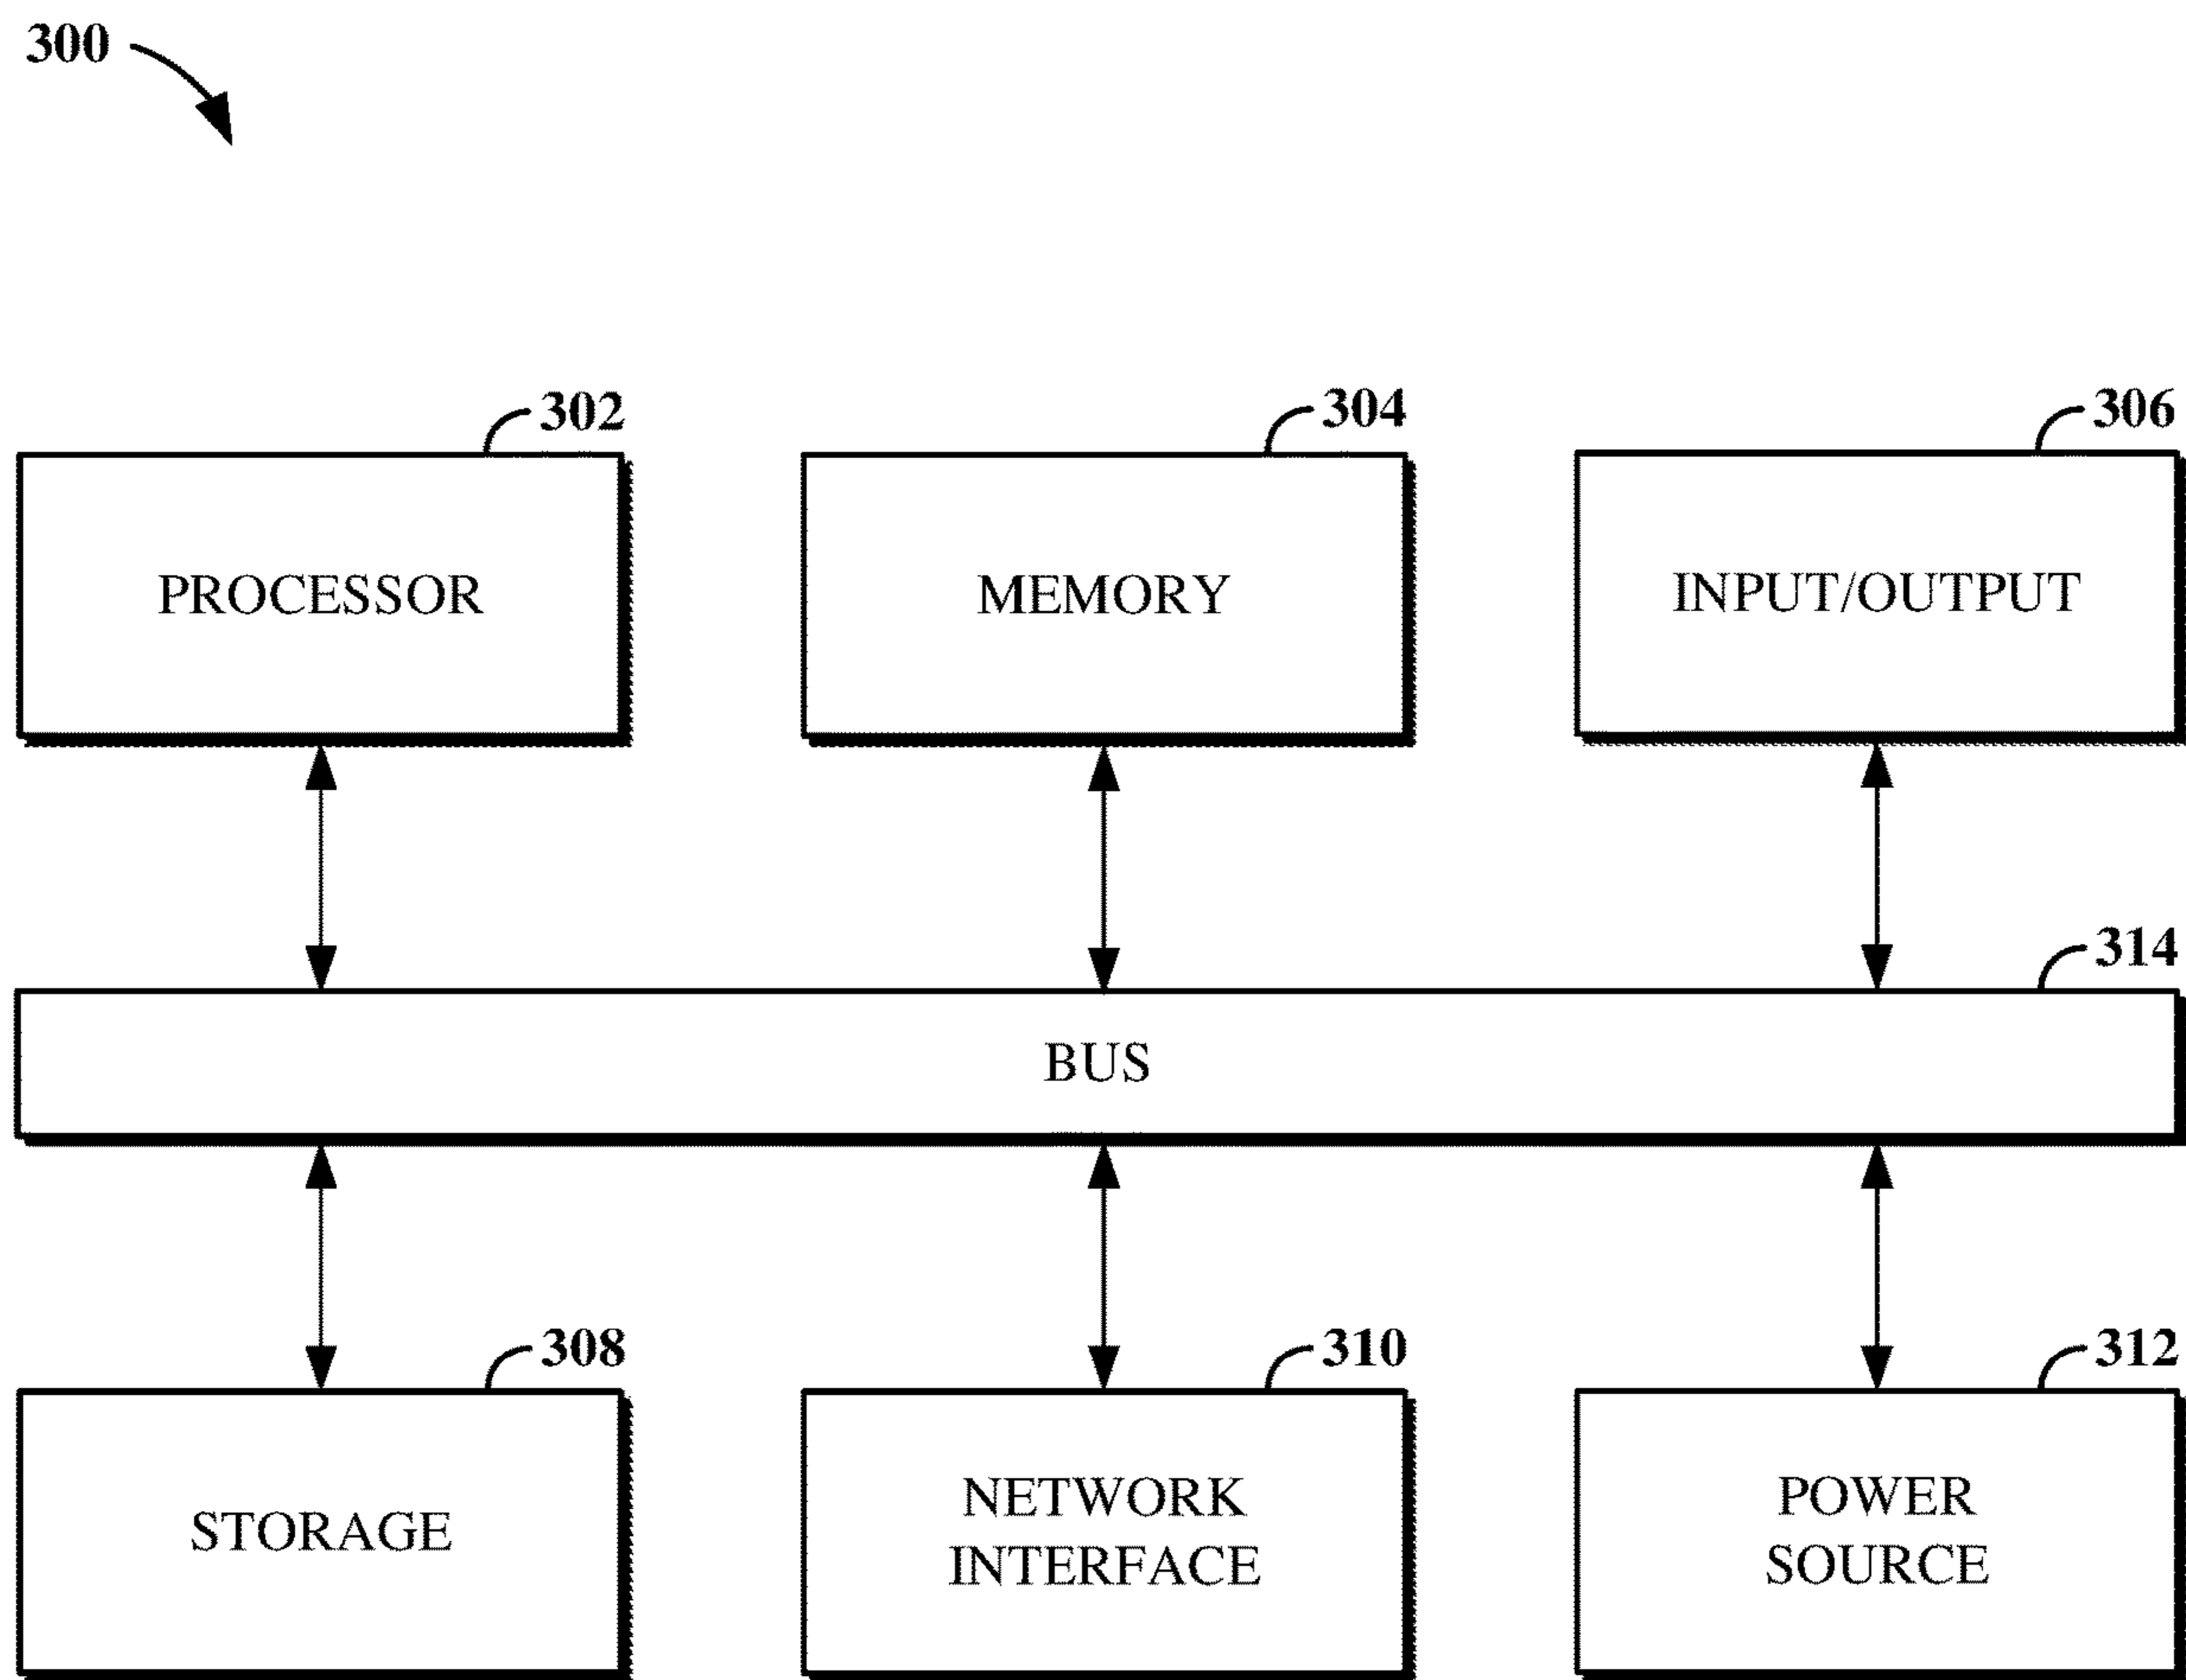 300
302
304
306
PROCESSOR
MEMORY
INPUT/OUTPUT
314
BUS
308
310
312
STORAGE
NETWORK
INTERFACE
POWER
SOURCE